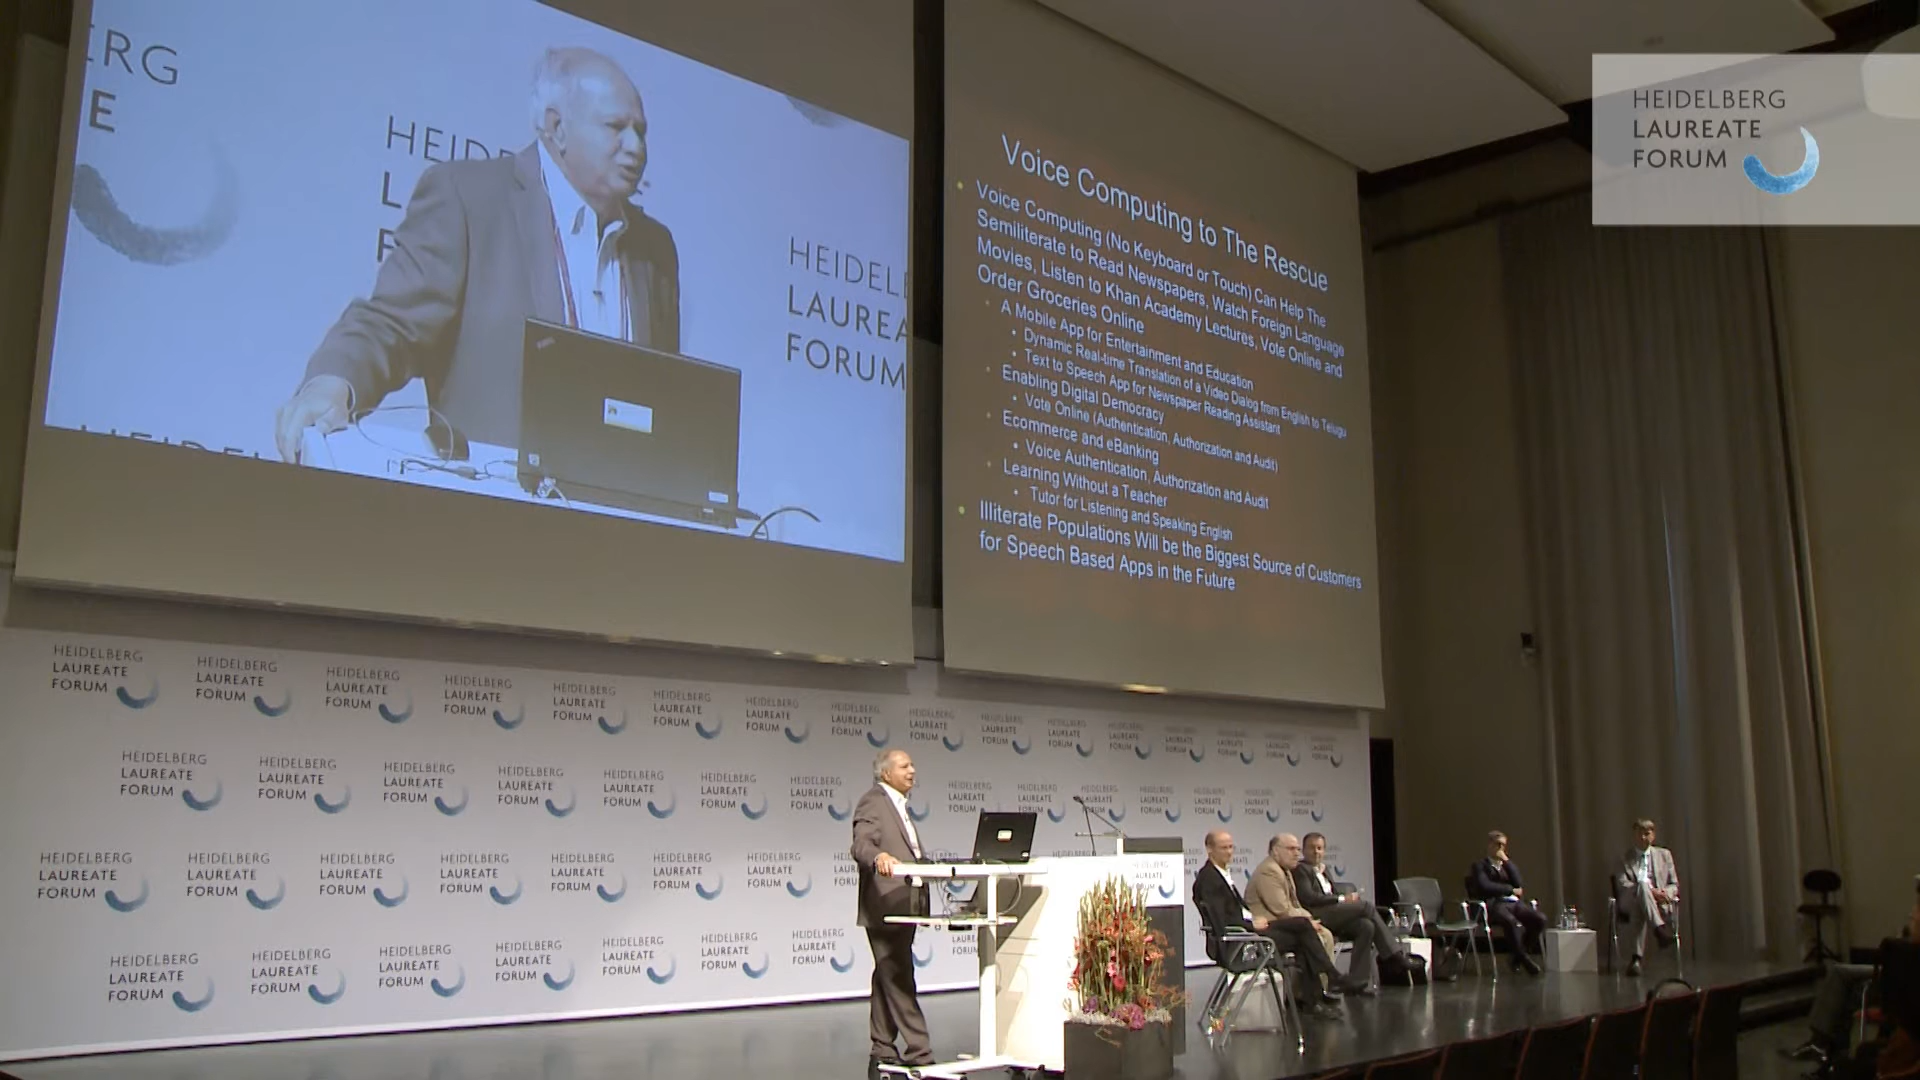 HEIDELBERG
LAUREATE
FORUM
Voice Computing to The Rescue
Voice Computing (No Keyboard or Touch) Can Help The
Semiliterate to Read Newspapers, Watch Foreign Language
Movies, Listen to Khan Academy Lectures, Vote Online and
Order Groceries Online
A Mobile App for Entertainment and Education
Dynamic Real-time Translation of a Video Dialog from English to Telugu
Text to Speech App for Newspaper Reading Assistant
Enabling Digital Democracy
Vote Online (Authentication, Authorization and Audit)
Ecommerce and eBanking
Voice Authentication, Authorization and Audit
Learning Without a Teacher
Tutor for Listening and Speaking English
Illiterate Populations Will be the Biggest Source of Customers
for Speech Based Apps in the Future
HEIDELBERG
LAUREATE
FORUM